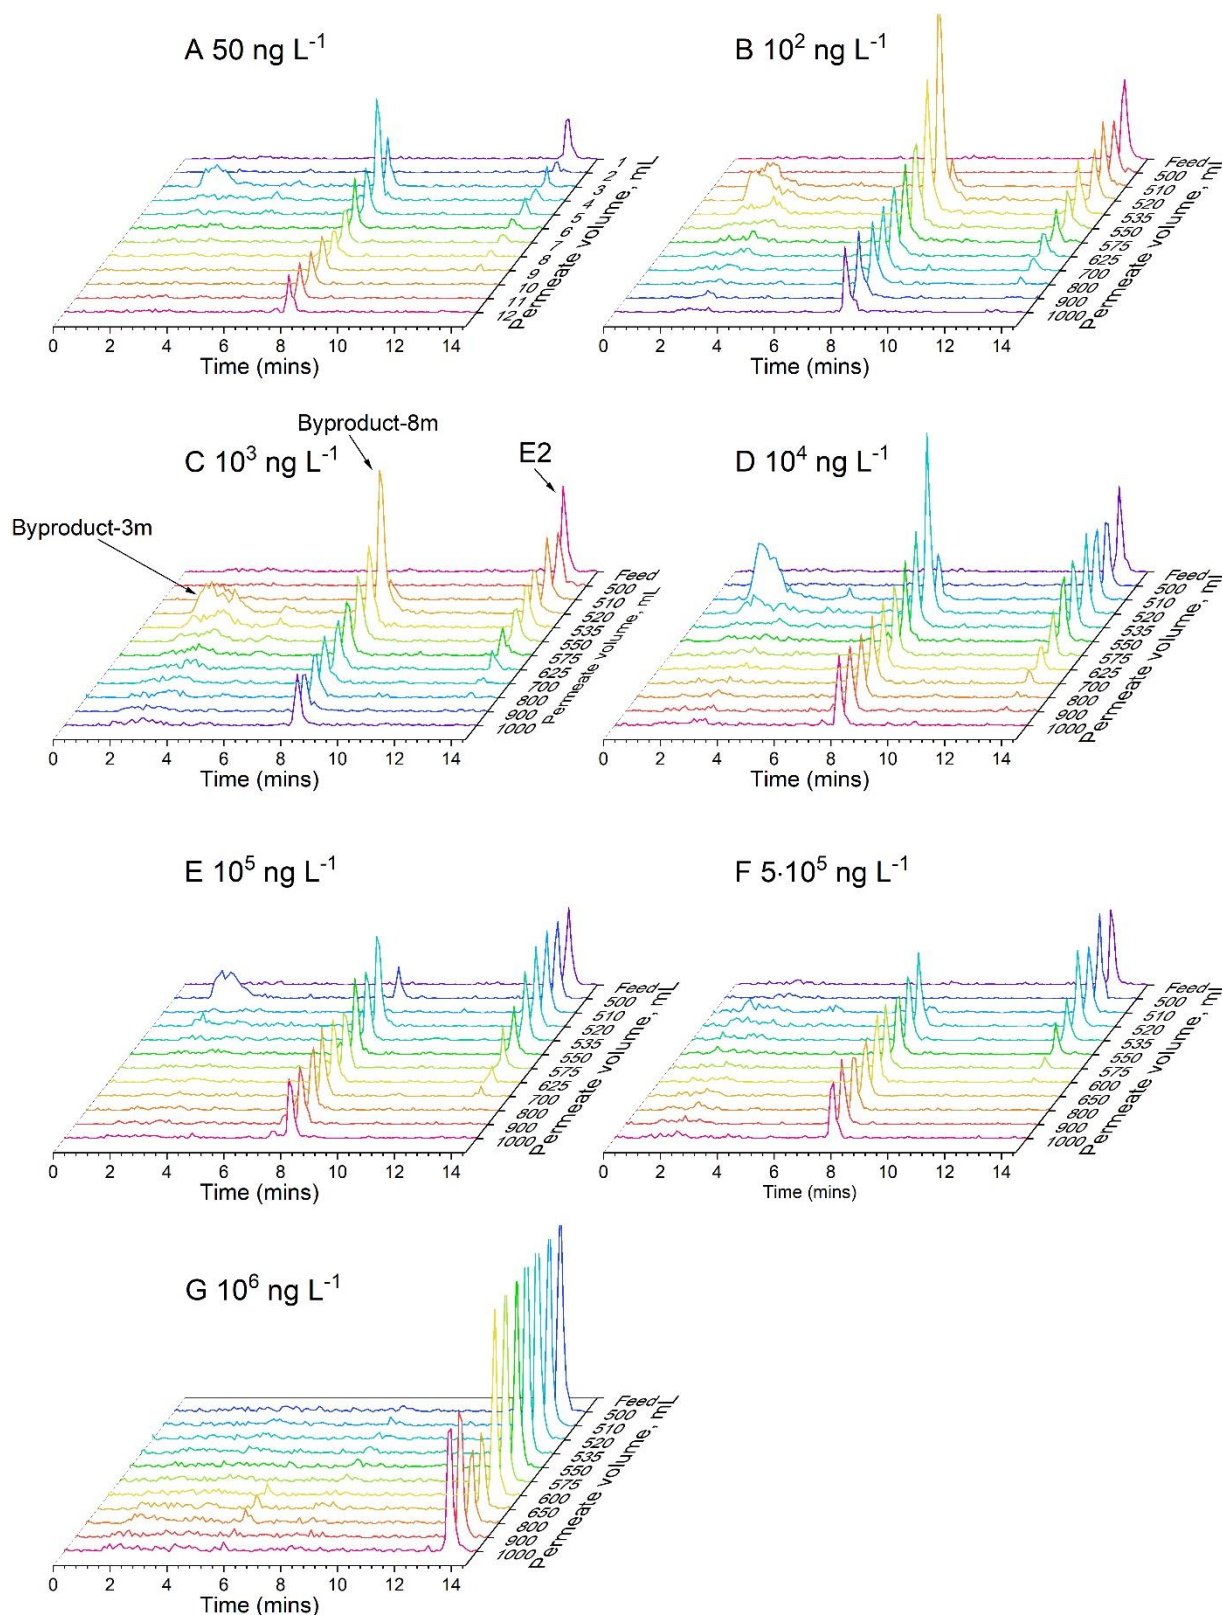 A 50 ng L⁻¹
1
2
3
4
5
6
7
8
9
10
11
12
Permeate volume, mL
0 2 4 6 8 10 12 14
Time (mins)
B 10² ng L⁻¹
Feed
500
510
520
535
550
575
625
700
800
900
1000
Permeate volume, mL
0 2 4 6 8 10 12 14
Time (mins)
C 10³ ng L⁻¹
Byproduct-8m
E2
Byproduct-3m
Feed
500
510
520
535
550
575
625
700
800
900
1000
Permeate volume, mL
0 2 4 6 8 10 12 14
Time (mins)
D 10⁴ ng L⁻¹
Feed
500
510
520
535
550
575
625
700
800
900
1000
Permeate volume, ml
0 2 4 6 8 10 12 14
Time (mins)
E 10⁵ ng L⁻¹
Feed
500
510
520
535
550
575
625
700
800
900
1000
Permeate volume, mL
0 2 4 6 8 10 12 14
Time (mins)
F 5·10⁵ ng L⁻¹
Feed
500
510
520
535
550
575
600
650
800
900
1000
Permeate volume, mL
0 2 4 6 8 10 12 14
Time (mins)
G 10⁶ ng L⁻¹
Feed
500
510
520
535
550
575
600
650
800
900
1000
Permeate volume, mL
0 2 4 6 8 10 12 14
Time (mins)